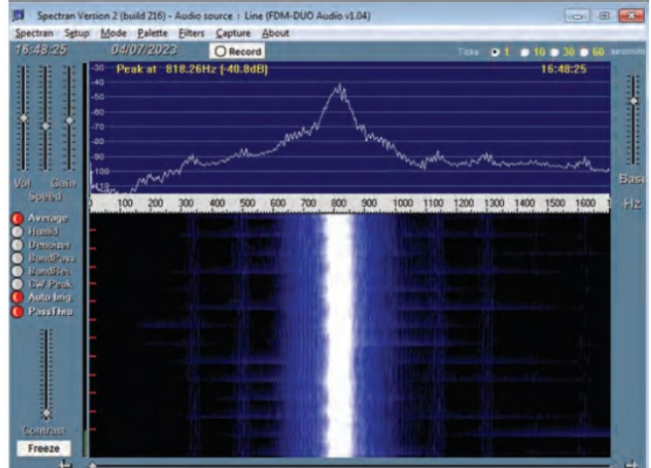 Spectran Version 2 (build 216) - Audio source : Line (FDM-DUO Audio v1.04)
Spectran Setup Mode Palette Filters Capture About
16:48:25 04/07/2023 Record Ticks 1 10 30 60 seconds
Peak at 818.26Hz [-40.8dB] 16:48:25
-30
-40
-50
-60
-70
-80
-90
-100
-110
Vol Gain
Speed
Base
100 200 300 400 500 600 700 800 900 1000 1100 1200 1300 1400 1500 1600 Hz
Average
Humid
Denoiser
BandPass
BandRej.
CW Peak
Auto Img
PassThru
Contrast
Freeze